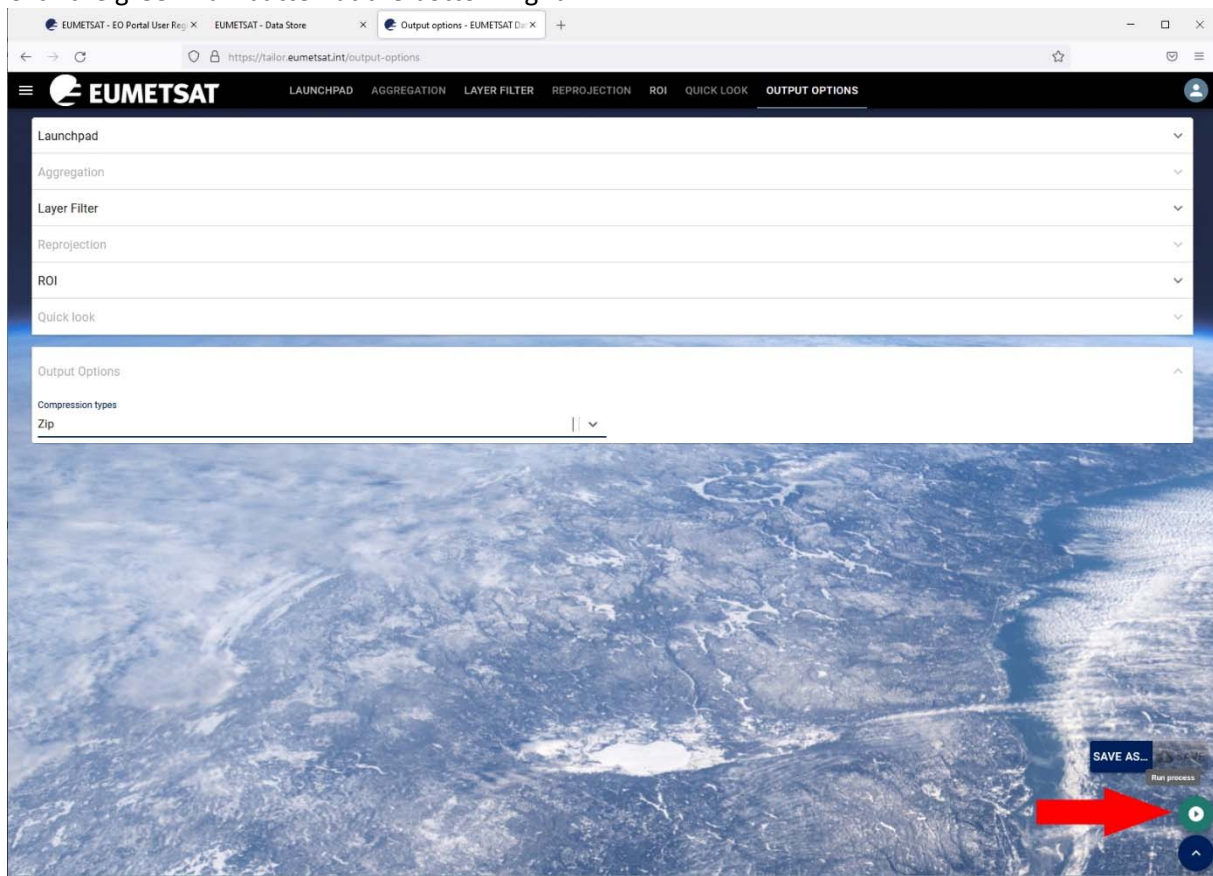 EUMETSAT - EO Portal User Reg
EUMETSAT - Data Store
Output options - EUMETSAT Da
https://tailor.eumetsat.int/output-options
EUMETSAT
LAUNCHPAD AGGREGATION LAYER FILTER REPROJECTION ROI QUICK LOOK OUTPUT OPTIONS
Launchpad
Aggregation
Layer Filter
Reprojection
ROI
Quick look
Output Options
Compression types
Zip
SAVE AS...
SAVE
Run process